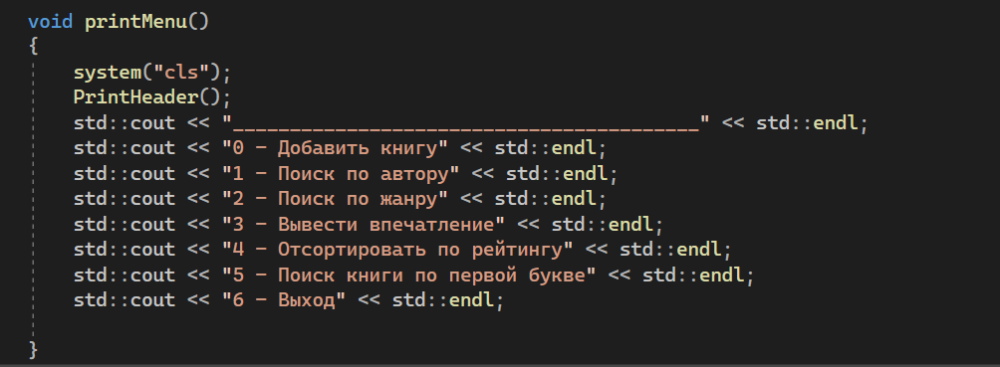 void printMenu()
{
system("cls");
PrintHeader();
std::cout << "_________________________________________" << std::endl;
std::cout << "0 - Добавить книгу" << std::endl;
std::cout << "1 - Поиск по автору" << std::endl;
std::cout << "2 - Поиск по жанру" << std::endl;
std::cout << "3 - Вывести впечатление" << std::endl;
std::cout << "4 - Отсортировать по рейтингу" << std::endl;
std::cout << "5 - Поиск книги по первой букве" << std::endl;
std::cout << "6 - Выход" << std::endl;
}